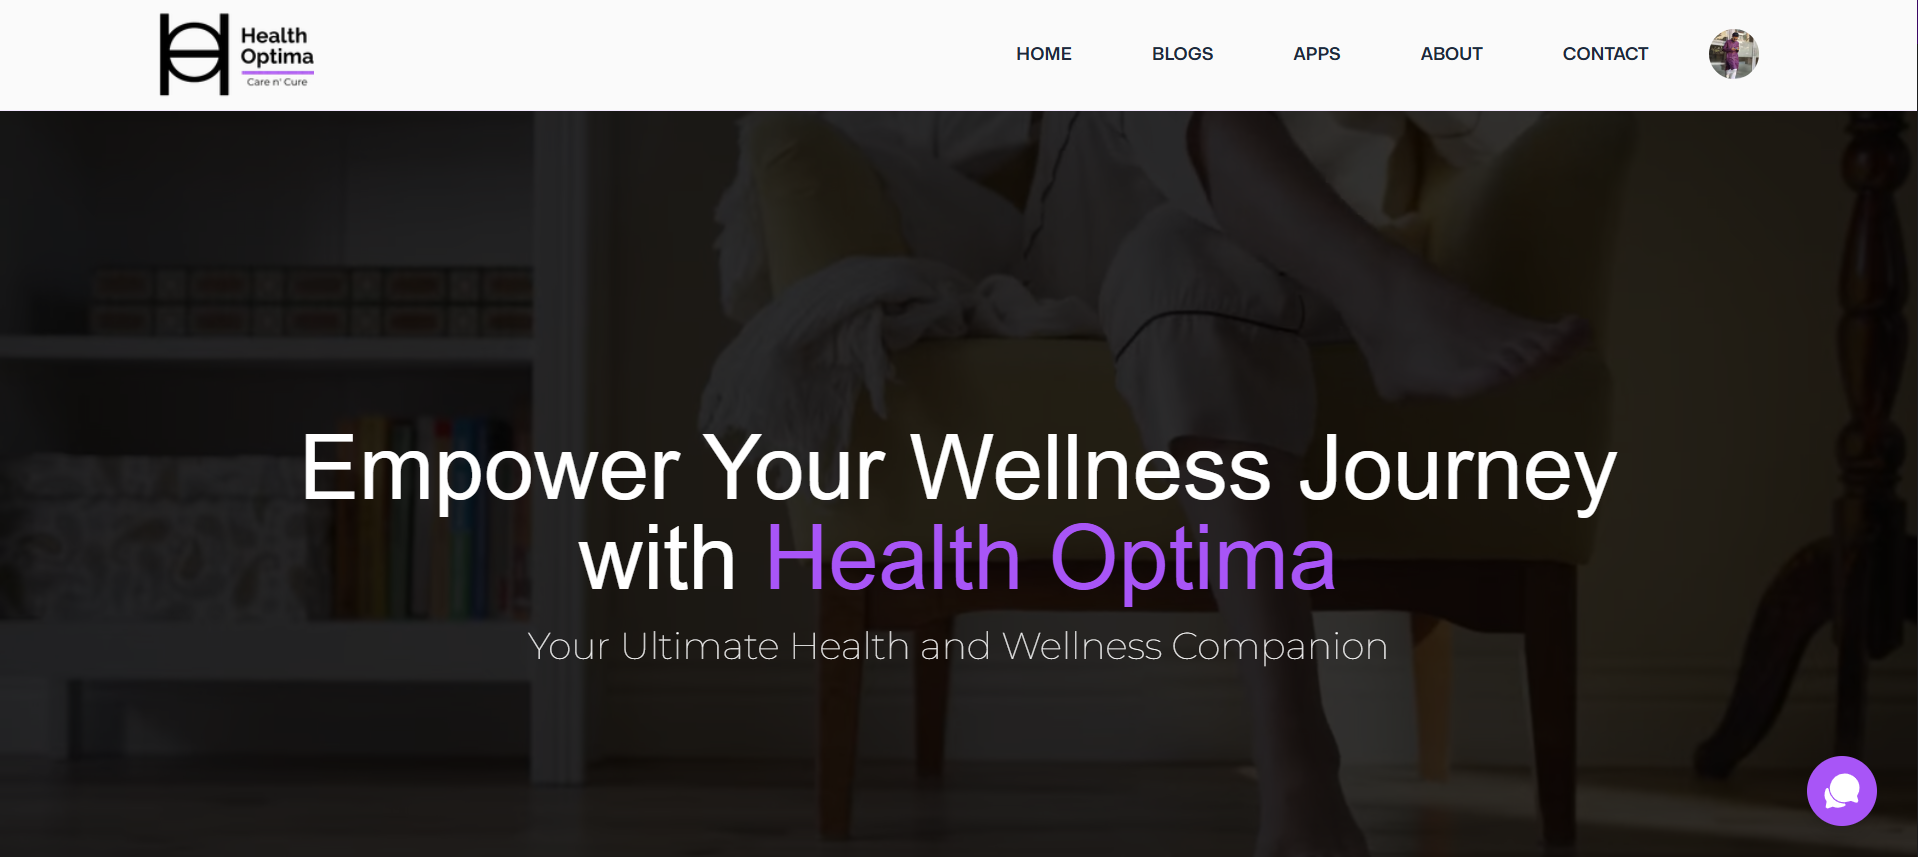 Health
Optima
Care n' Cure
HOME
BLOGS
APPS
ABOUT
CONTACT
Empower Your Wellness Journey
with Health Optima
Your Ultimate Health and Wellness Companion